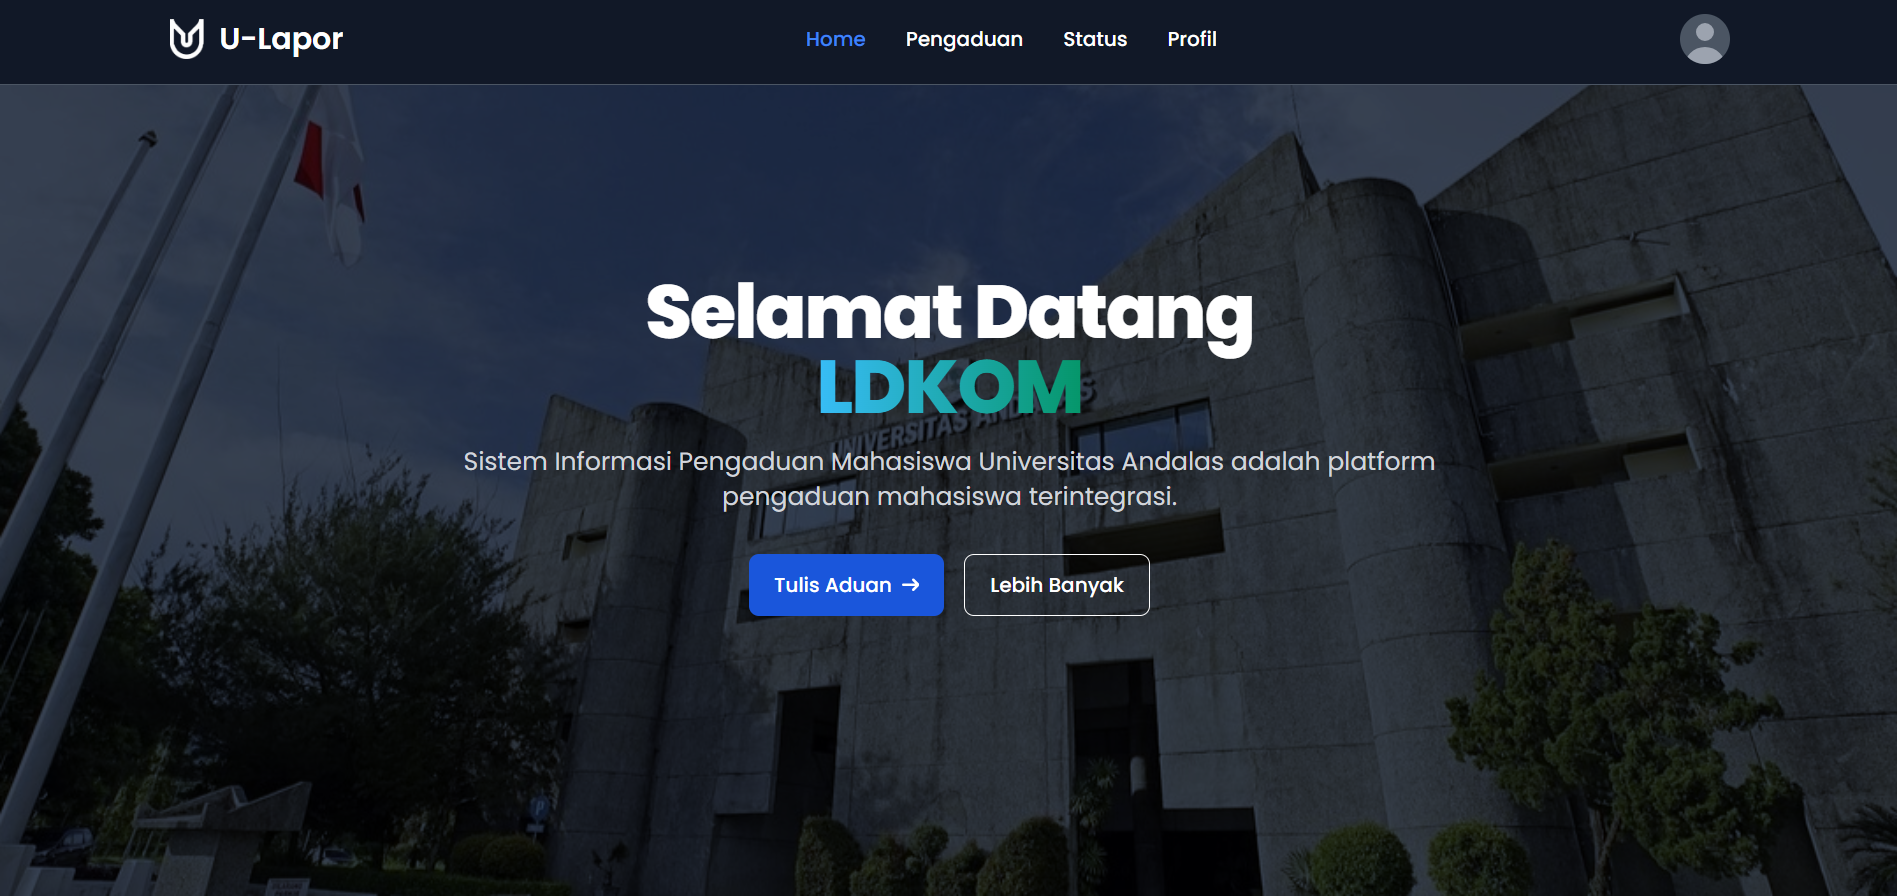 U-Lapor
Home Pengaduan Status Profil
Selamat Datang
LDKOM
UNIVERSITAS
Sistem Informasi Pengaduan Mahasiswa Universitas Andalas adalah platform
pengaduan mahasiswa terintegrasi.
Tulis Aduan →
Lebih Banyak